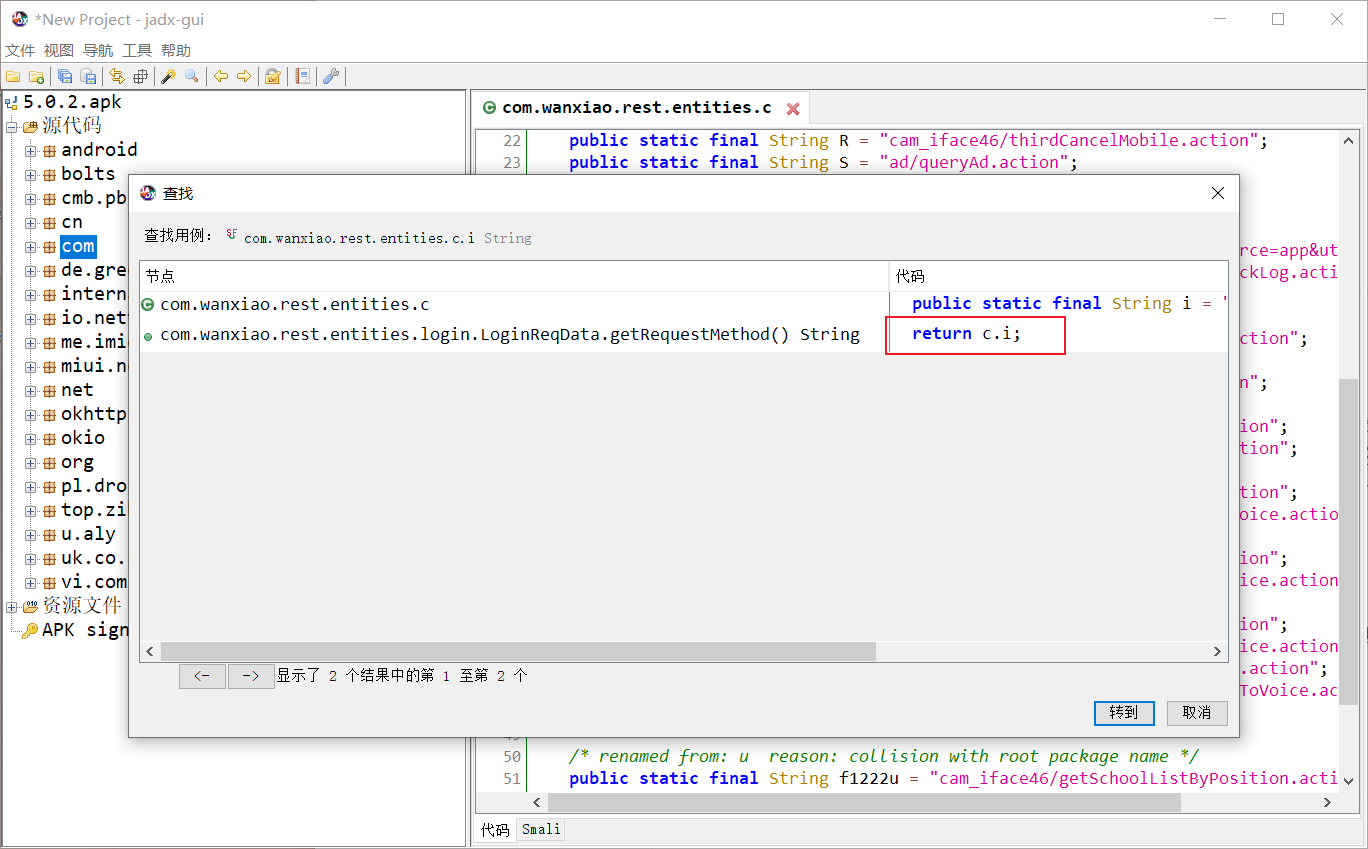 *New Project - jadx-gui
文件 视图 导航 工具 帮助
5.0.2.apk
源代码
android
bolts
cmb.pb
cn
com
de.gre
intern
io.net
me.imi
miui.n
net
okhttp
okio
org
pl.dro
top.zi
u.aly
uk.co.
vi.com
资源文件
APK sign
com.wanxiao.rest.entities.c
22 public static final String R = "cam_iface46/thirdCancelMobile.action";
23 public static final String S = "ad/queryAd.action";
查找
查找用例: com.wanxiao.rest.entities.c.i String
节点 代码
com.wanxiao.rest.entities.c public static final String i = "
com.wanxiao.rest.entities.login.LoginReqData.getRequestMethod() String return c.i;
<- -> 显示了 2 个结果中的第 1 至第 2 个
转到 取消
rce=app&ut
ckLog.acti
ction";
n";
ion";
tion";
tion";
oice.actio
ion";
ice.action
ion";
ice.action
.action";
ToVoice.ac
50 /* renamed from: u reason: collision with root package name */
51 public static final String f1222u = "cam_iface46/getSchoolListByPosition.acti
代码 Smali